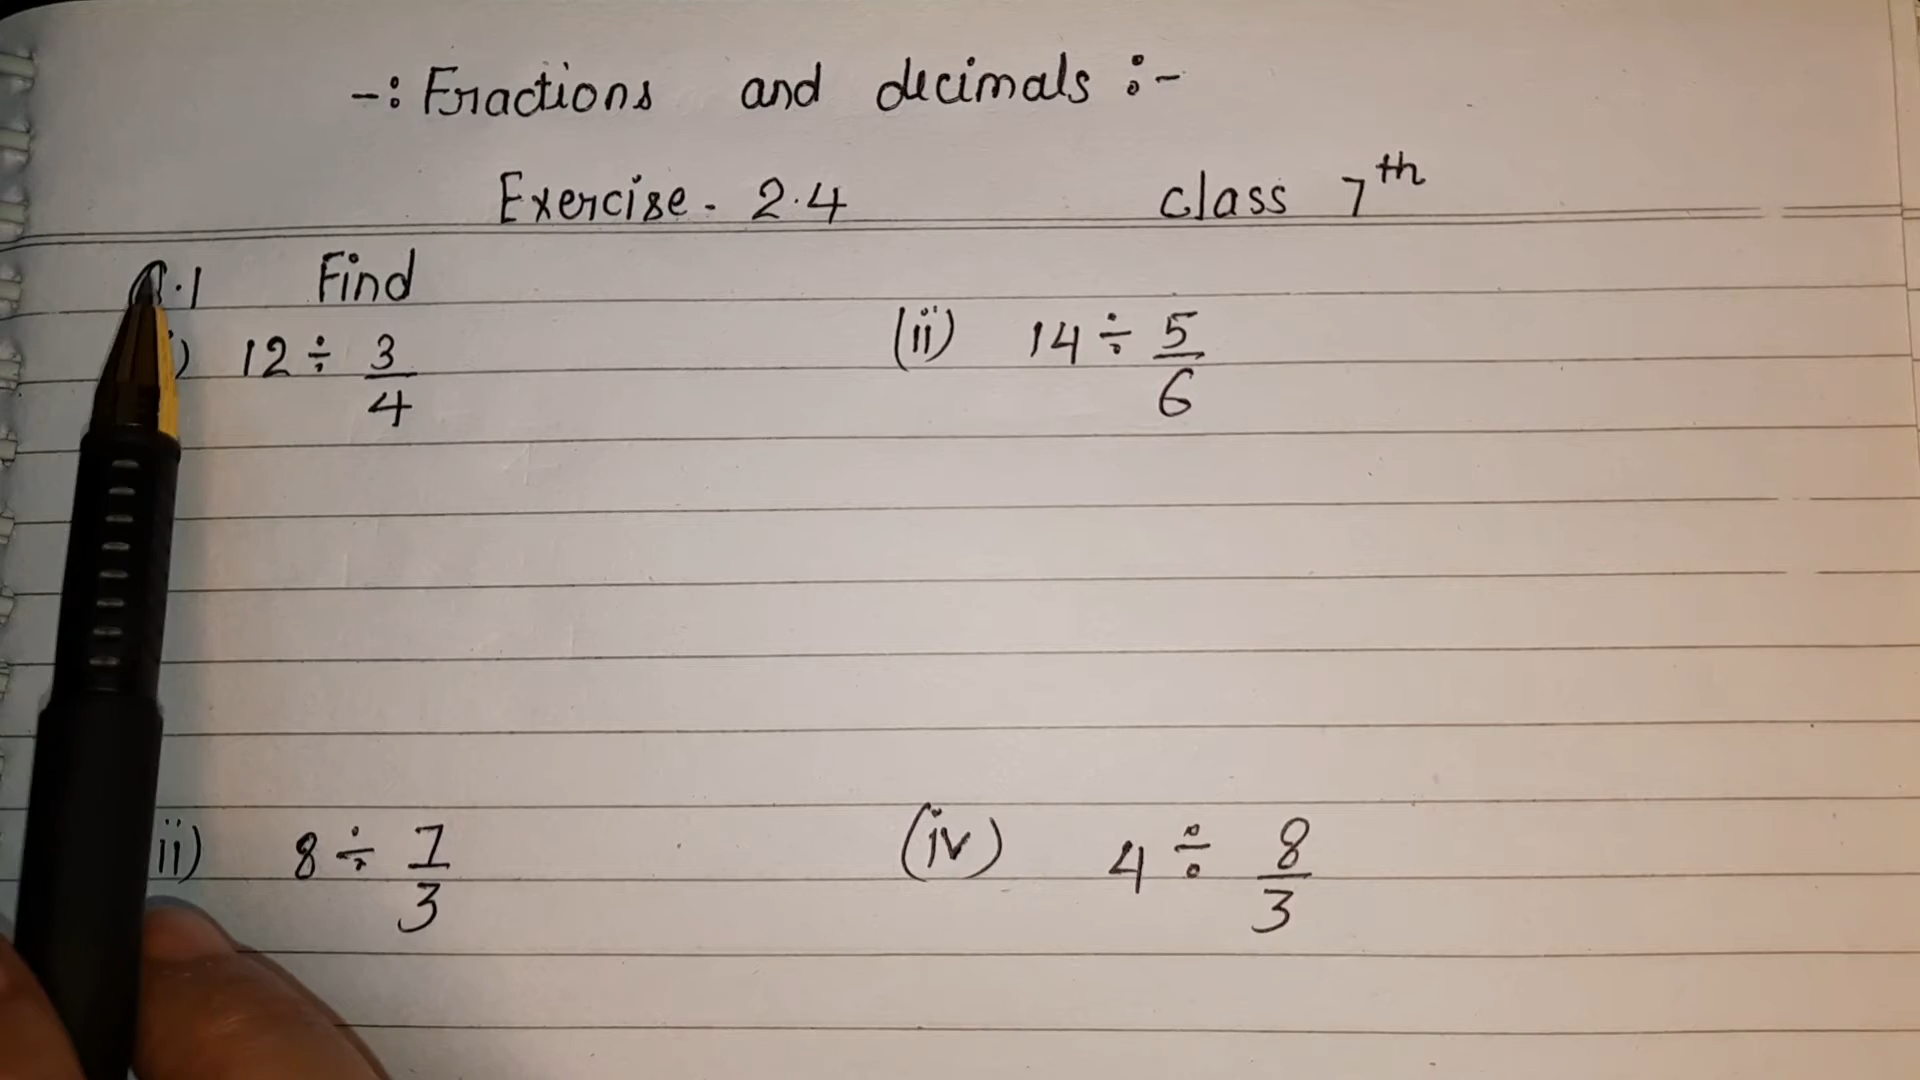 -: Fractions and decimals :-
Exercise - 2.4 class 7th
Q.1 Find
i) 12 ÷ 3/4 (ii) 14 ÷ 5/6
ii) 8 ÷ 7/3 (iv) 4 ÷ 8/3